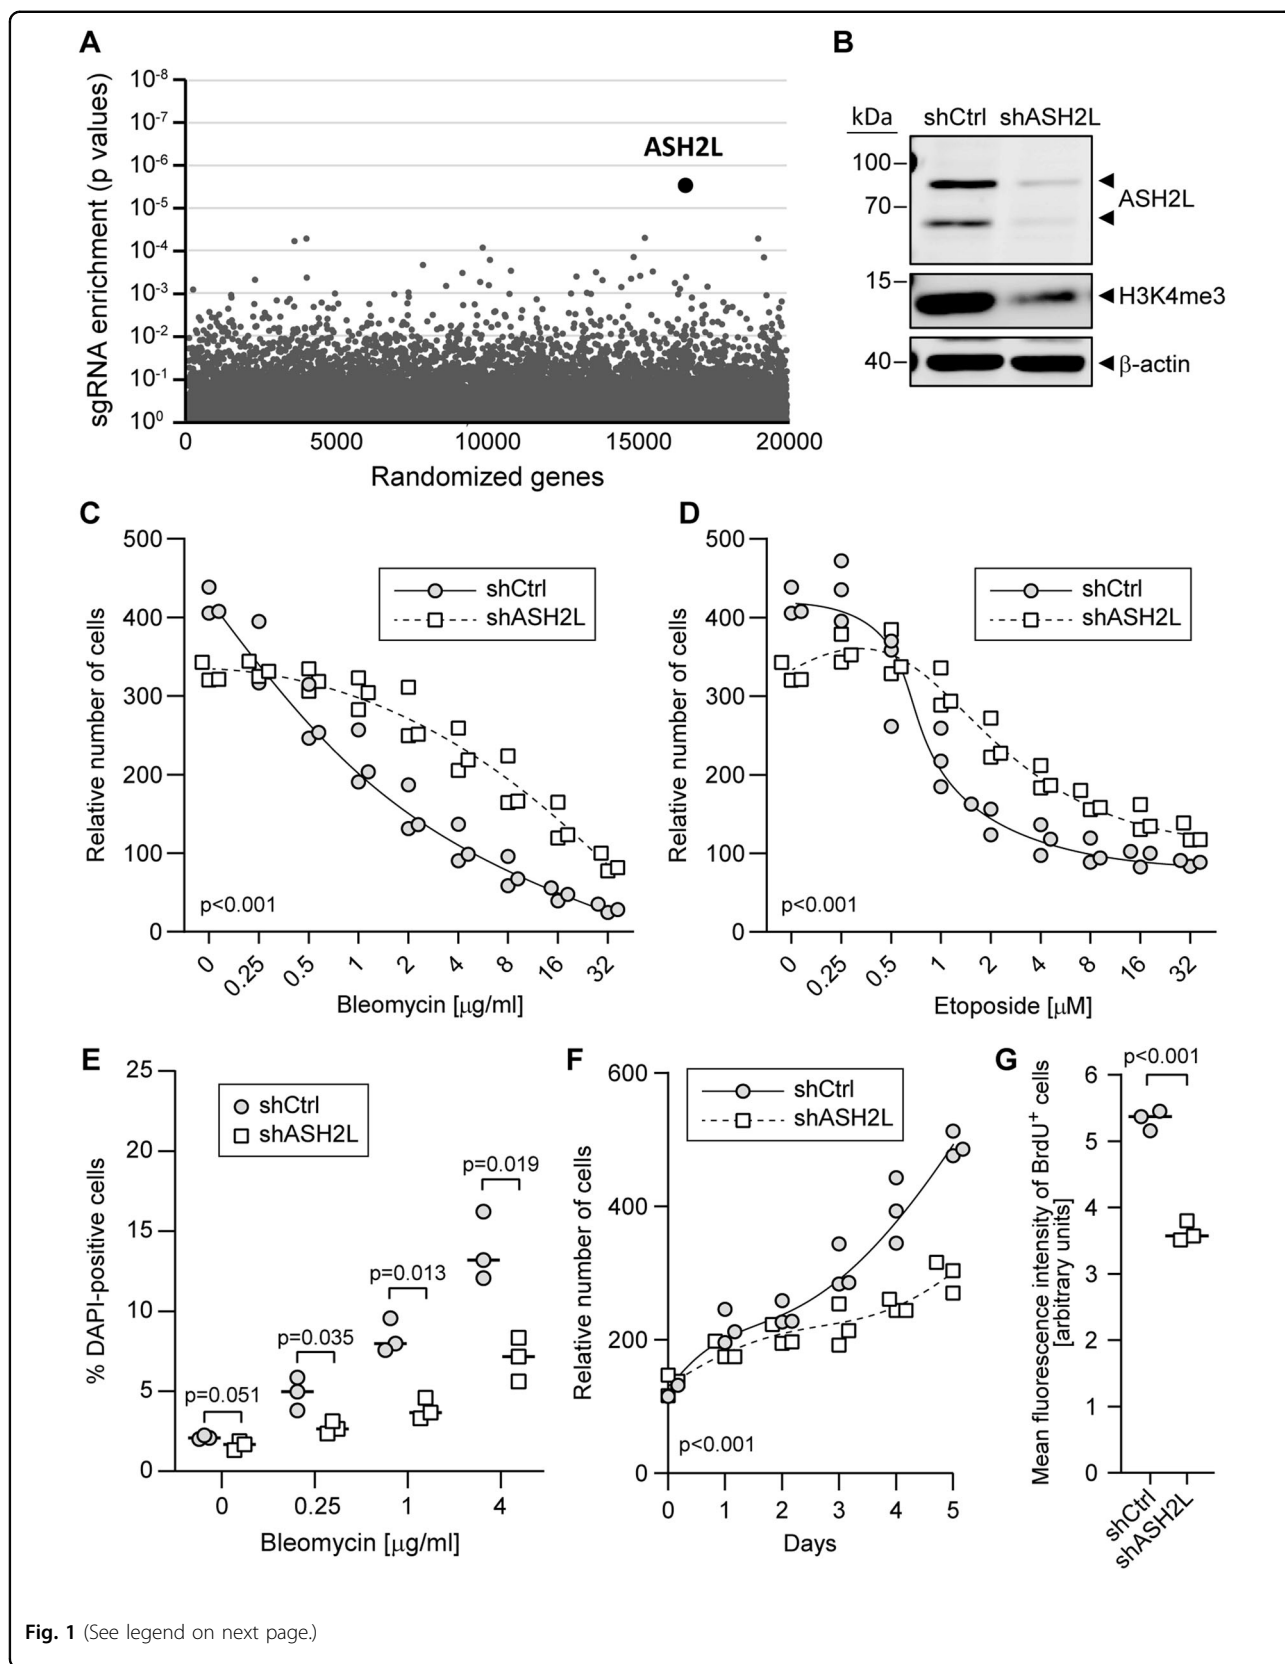 A
sgRNA enrichment (p values)
10-8
10-7
10-6
10-5
10-4
10-3
10-2
10-1
100
ASH2L
0 5000 10000 15000 20000
Randomized genes
B
kDa shCtrl shASH2L
100
70
ASH2L
15
H3K4me3
40
β-actin
C
Relative number of cells
500
400
300
200
100
0
shCtrl
shASH2L
p<0.001
0 0.25 0.5 1 2 4 8 16 32
Bleomycin [μg/ml]
D
Relative number of cells
500
400
300
200
100
0
shCtrl
shASH2L
p<0.001
0 0.25 0.5 1 2 4 8 16 32
Etoposide [μM]
E
% DAPI-positive cells
25
20
15
10
5
0
shCtrl
shASH2L
p=0.051
p=0.035
p=0.013
p=0.019
0 0.25 1 4
Bleomycin [μg/ml]
F
Relative number of cells
600
400
200
0
shCtrl
shASH2L
p<0.001
0 1 2 3 4 5
Days
G
Mean fluorescence intensity of BrdU+ cells
[arbitrary units]
p<0.001
6
5
4
3
2
1
0
shCtrl
shASH2L
Fig. 1 (See legend on next page.)